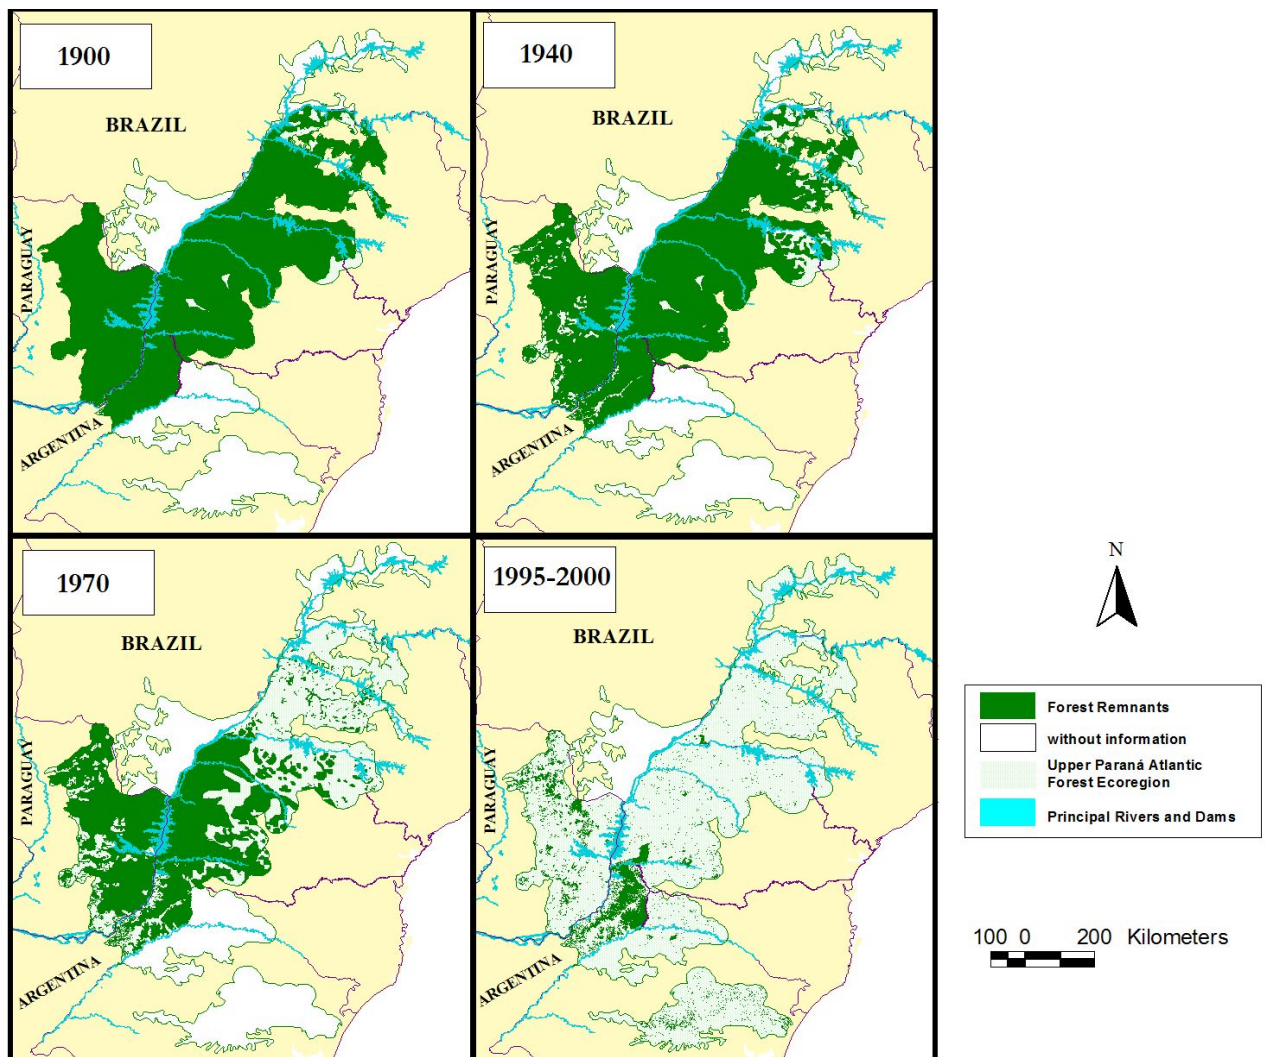 1900
BRAZIL
PARAGUAY
ARGENTINA
1940
BRAZIL
PARAGUAY
ARGENTINA
1970
BRAZIL
PARAGUAY
ARGENTINA
1995-2000
BRAZIL
PARAGUAY
ARGENTINA
N
Forest Remnants
without information
Upper Paraná Atlantic
Forest Ecoregion
Principal Rivers and Dams
100 0 200 Kilometers